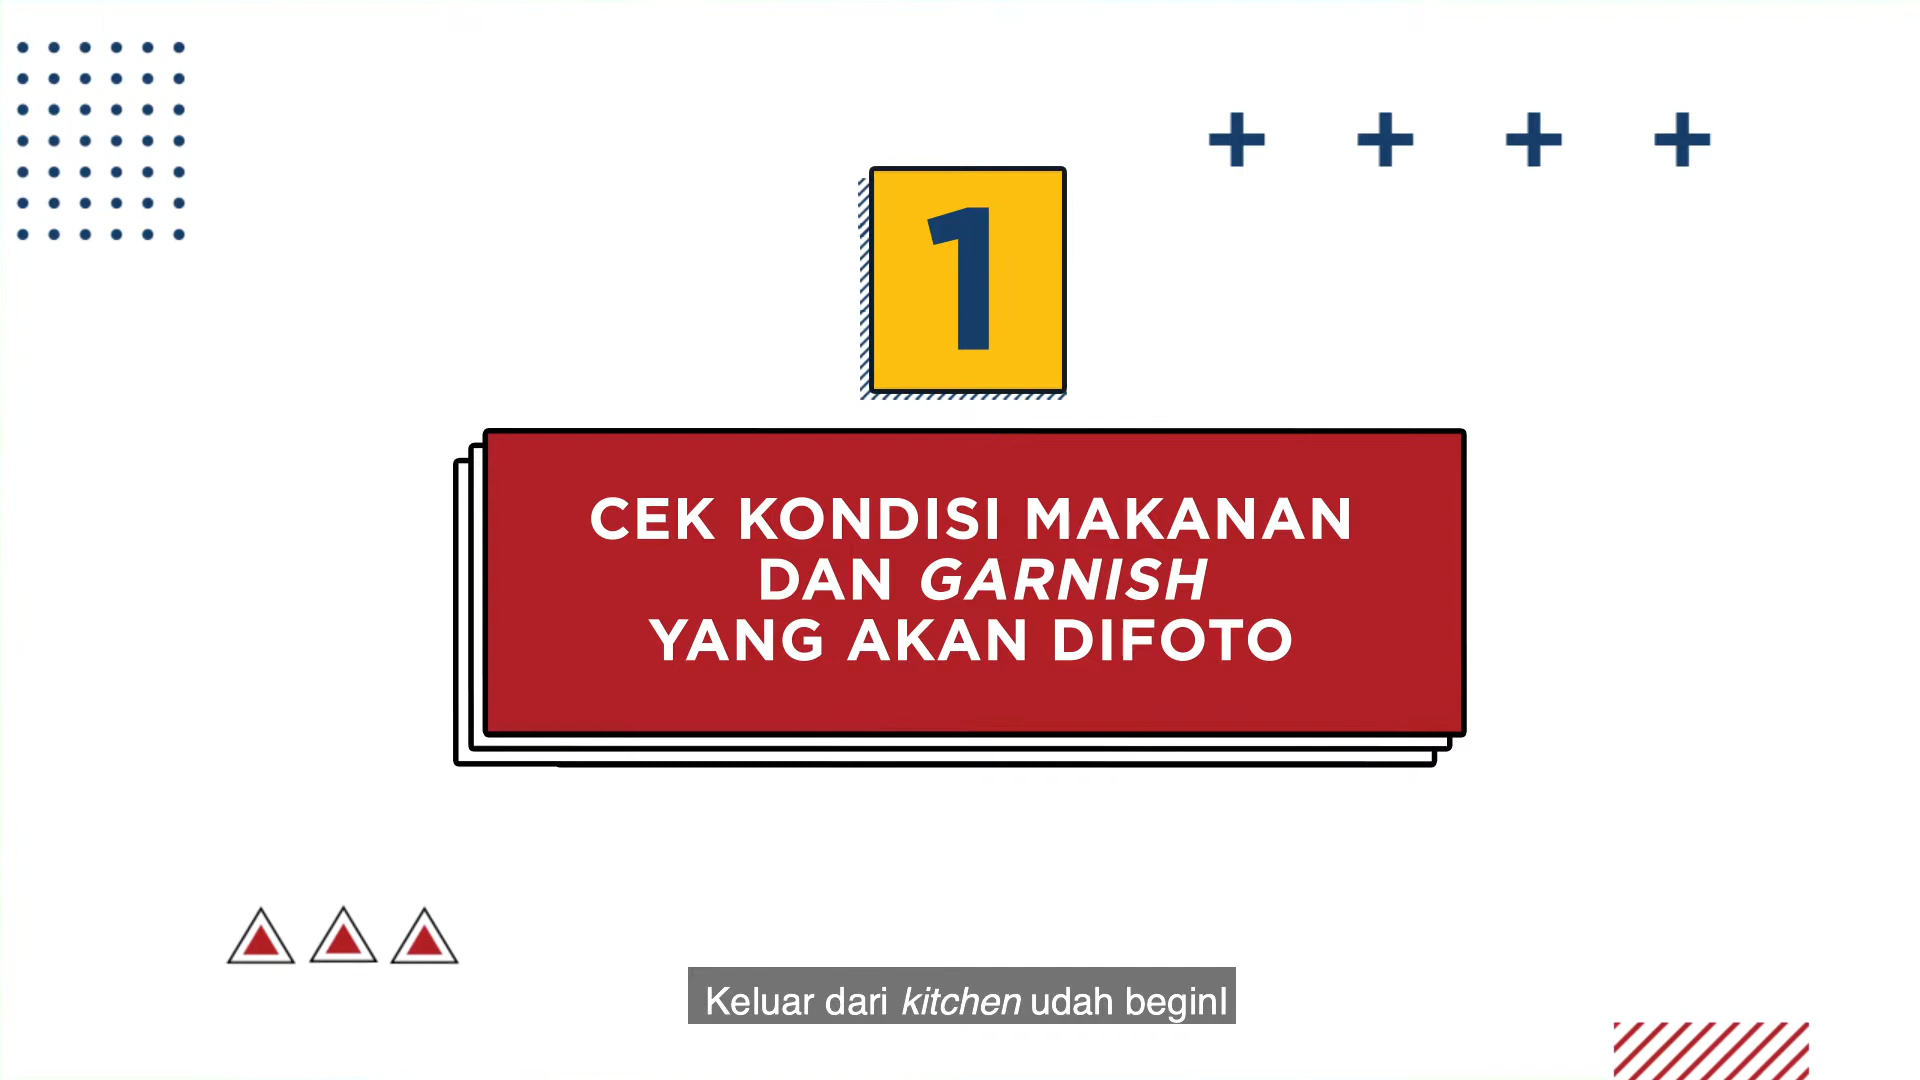 1
CEK KONDISI MAKANAN
DAN GARNISH
YANG AKAN DIFOTO
Keluar dari kitchen udah beginI